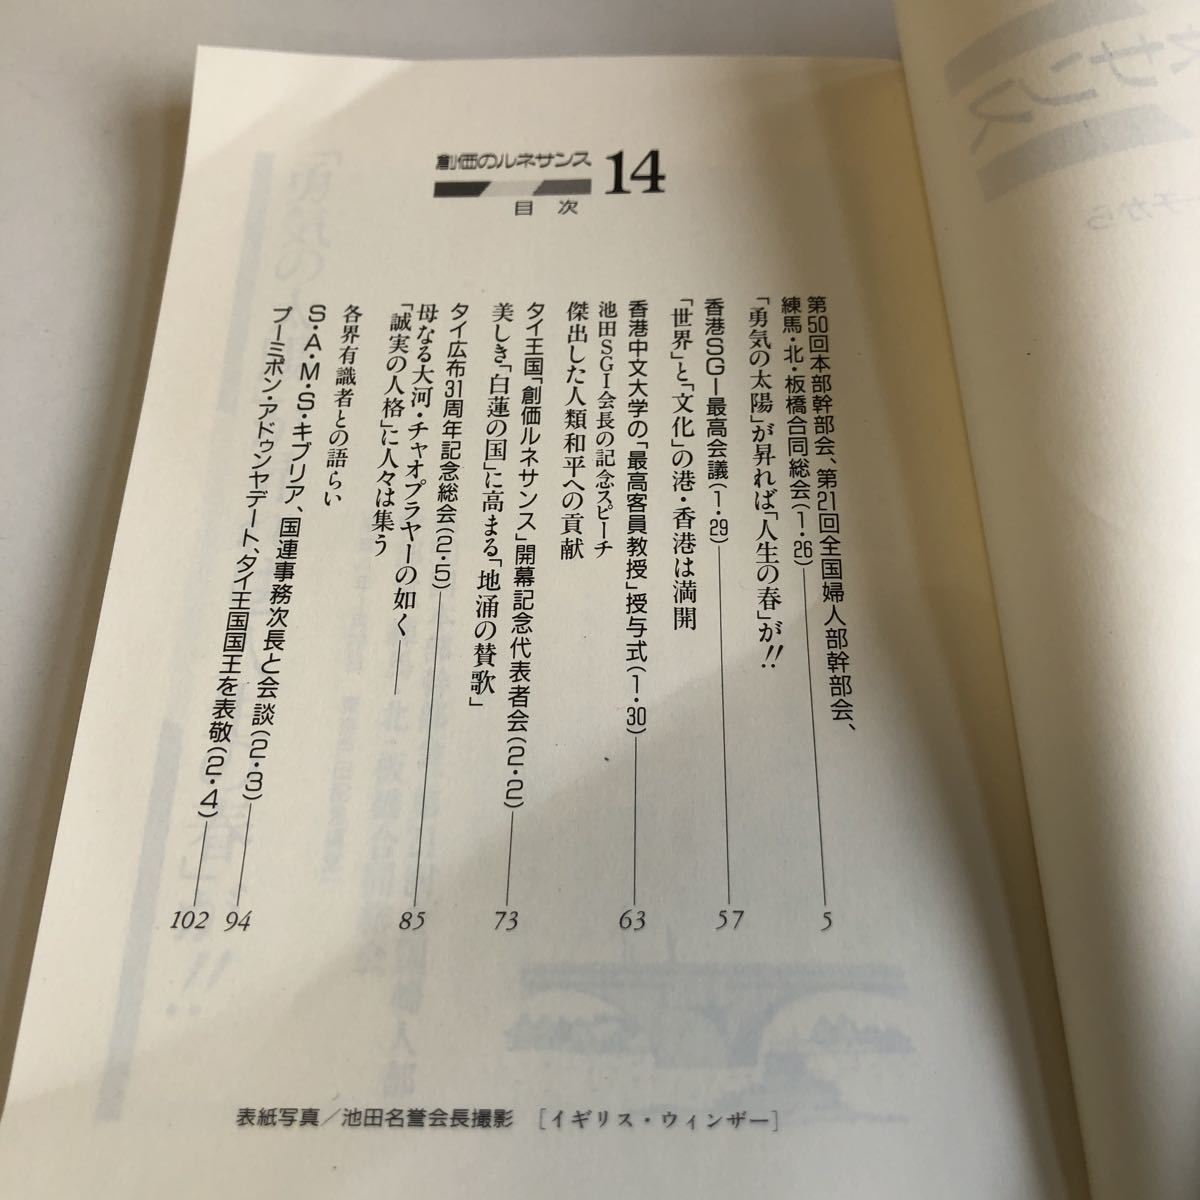 創価のルネサンス 14
目次
第50回本部幹部会、第21回全国婦人部幹部会、
練馬・北・板橋合同総会(1・26) 5
「勇気の太陽」が昇れば「人生の春」が!!
香港SGI最高会議(1・29) 57
「世界」と「文化」の港・香港は満開
香港中文大学の「最高客員教授」授与式(1・30) 63
池田SGI会長の記念スピーチ
傑出した人類和平への貢献
タイ王国「創価ルネサンス」開幕記念代表者会(2・2) 73
美しき「白蓮の国」に高まる「地涌の賛歌」
タイ広布31周年記念総会(2・5) 85
母なる大河・チャオプラヤーの如く——
「誠実の人格」に人々は集う
各界有識者との語らい
S・A・M・S・キブリア、国連事務次長と会談(2・3) 94
プーミポン・アドゥンヤデート、タイ王国国王を表敬(2・4) 102
表紙写真/池田名誉会長撮影 [イギリス・ウィンザー]